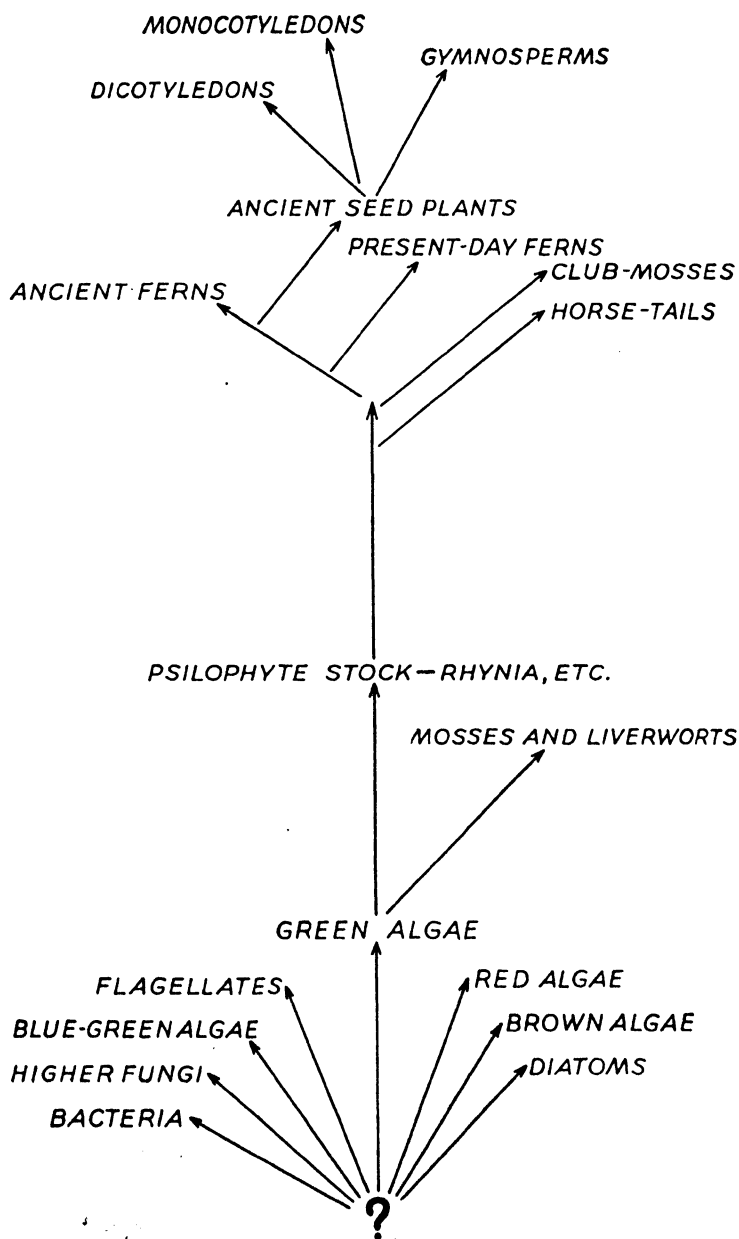 MONOCOTYLEDONS
GYMNOSPERMS
DICOTYLEDONS
ANCIENT SEED PLANTS
PRESENT-DAY FERNS
CLUB-MOSSES
ANCIENT FERNS
HORSE-TAILS
PSILOPHYTE STOCK—RHYNIA, ETC.
MOSSES AND LIVERWORTS
GREEN ALGAE
FLAGELLATES
RED ALGAE
BLUE-GREEN ALGAE
BROWN ALGAE
HIGHER FUNGI
DIATOMS
BACTERIA
?